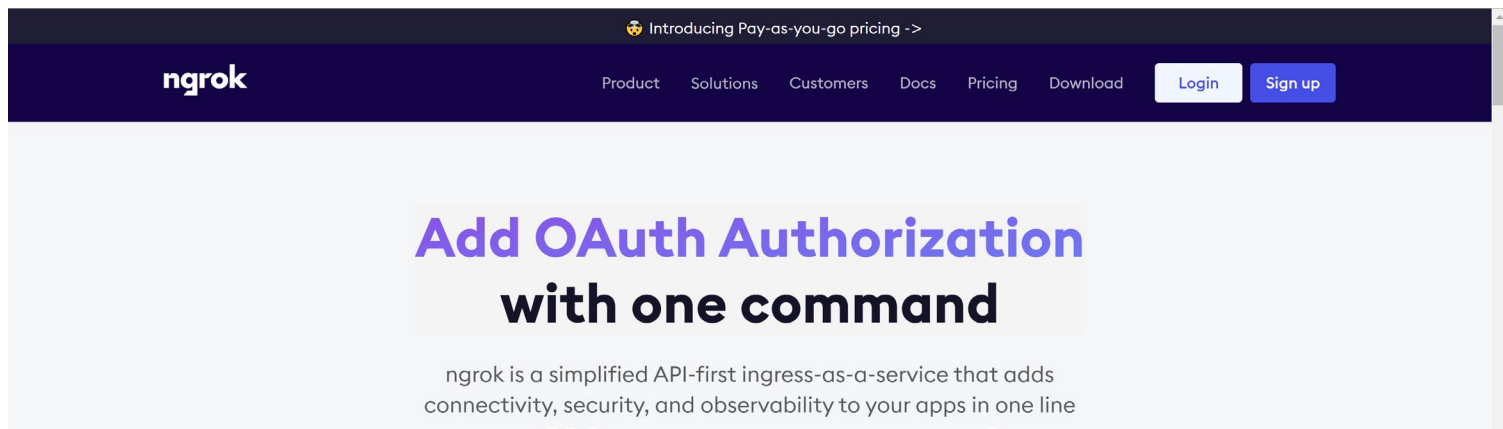 🤯 Introducing Pay-as-you-go pricing ->
ngrok Product Solutions Customers Docs Pricing Download Login Sign up
Add OAuth Authorization
with one command
ngrok is a simplified API-first ingress-as-a-service that adds
connectivity, security, and observability to your apps in one line